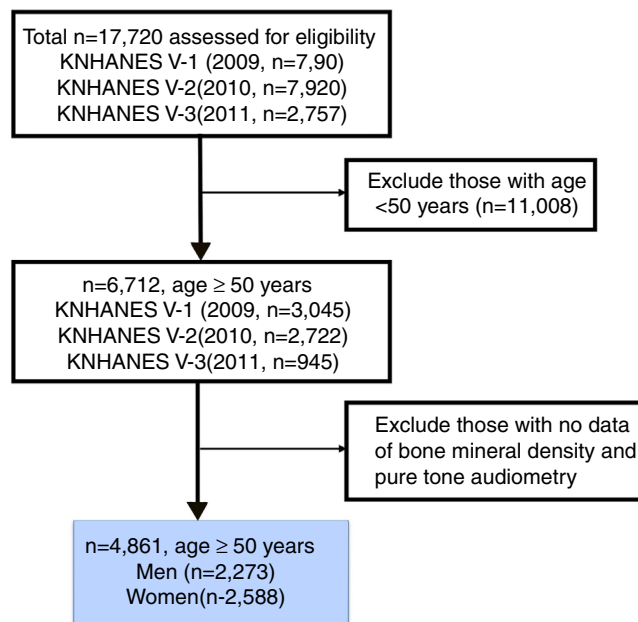 Total n=17,720 assessed for eligibility
KNHANES V-1 (2009, n=7,90)
KNHANES V-2(2010, n=7,920)
KNHANES V-3(2011, n=2,757)
Exclude those with age
<50 years (n=11,008)
n=6,712, age ≥ 50 years
KNHANES V-1 (2009, n=3,045)
KNHANES V-2(2010, n=2,722)
KNHANES V-3(2011, n=945)
Exclude those with no data
of bone mineral density and
pure tone audiometry
n=4,861, age ≥ 50 years
Men (n=2,273)
Women(n-2,588)